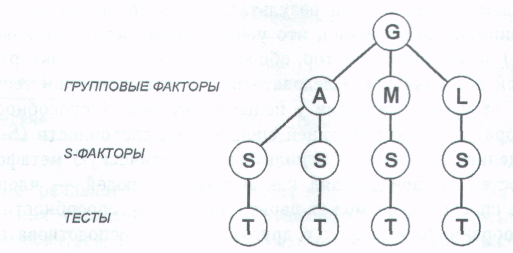 G
ГРУППОВЫЕ ФАКТОРЫ A M L
S-ФАКТОРЫ S S S S
ТЕСТЫ T T T T